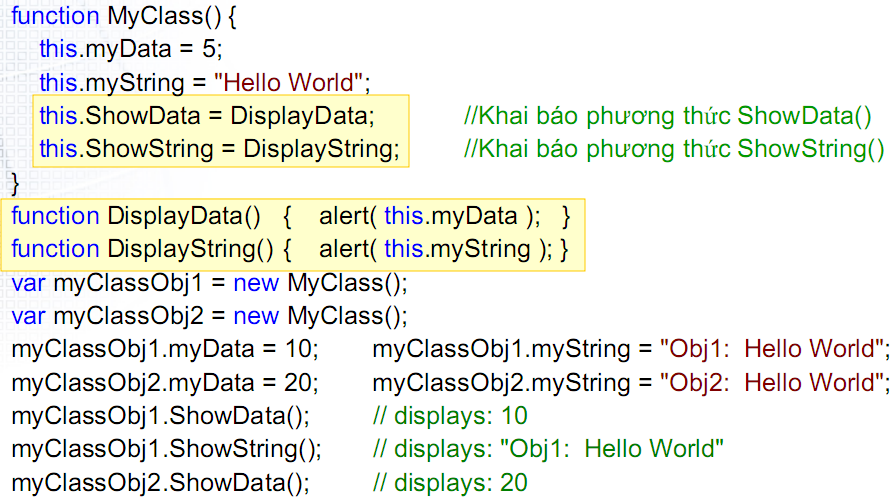 function MyClass() {
this.myData = 5;
this.myString = "Hello World";
this.ShowData = DisplayData; //Khai báo phương thức ShowData()
this.ShowString = DisplayString; //Khai báo phương thức ShowString()
}
function DisplayData() { alert( this.myData ); }
function DisplayString() { alert( this.myString ); }
var myClassObj1 = new MyClass();
var myClassObj2 = new MyClass();
myClassObj1.myData = 10; myClassObj1.myString = "Obj1: Hello World";
myClassObj2.myData = 20; myClassObj2.myString = "Obj2: Hello World";
myClassObj1.ShowData(); // displays: 10
myClassObj1.ShowString(); // displays: "Obj1: Hello World"
myClassObj2.ShowData(); // displays: 20